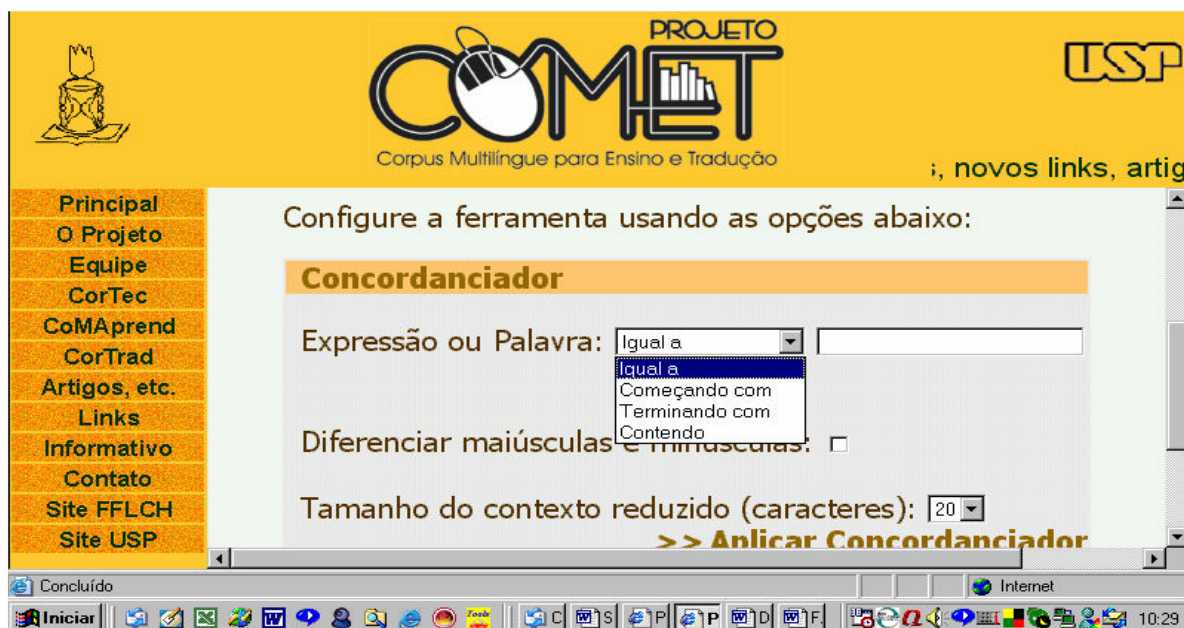 PROJETO
COMET
Corpus Multilíngue para Ensino e Tradução
USP
, novos links, artig
Principal
O Projeto
Equipe
CorTec
CoMAprend
CorTrad
Artigos, etc.
Links
Informativo
Contato
Site FFLCH
Site USP
Configure a ferramenta usando as opções abaixo:
Concordanciador
Expressão ou Palavra: Igual a
Igual a
Começando com
Terminando com
Contendo
Diferenciar maiúsculas e minúsculas:
Tamanho do contexto reduzido (caracteres): 20
>> Aplicar Concordanciador
Concluído
Internet
Iniciar
C
S
P
P
D
F.
10:29